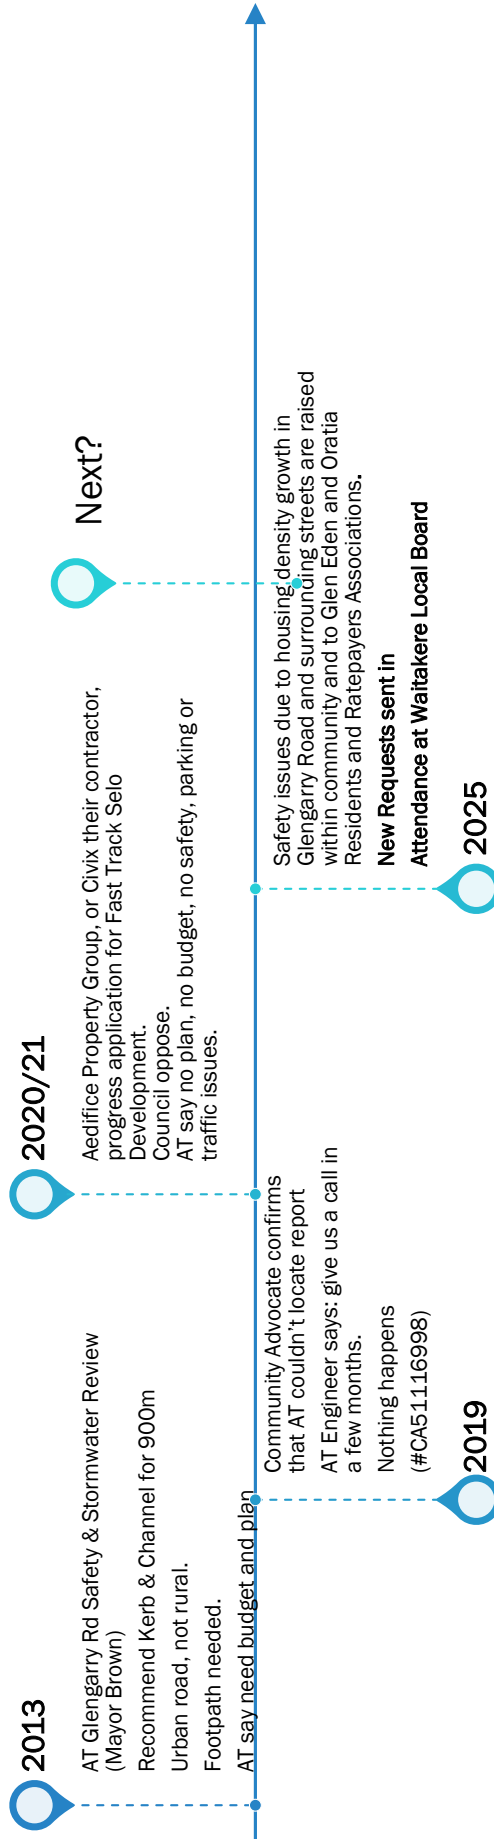 2013
AT Glengarry Rd Safety & Stormwater Review
(Mayor Brown)
Recommend Kerb & Channel for 900m
Urban road, not rural.
Footpath needed.
AT say need budget and plan
Community Advocate confirms
that AT couldn't locate report
AT Engineer says: give us a call in
a few months.
Nothing happens
(#CA51116998)
2019
2020/21
Aedifice Property Group, or Civix their contractor,
progress application for Fast Track Selo
Development.
Council oppose.
AT say no plan, no budget, no safety, parking or
traffic issues.
Safety issues due to housing density growth in
Glengarry Road and surrounding streets are raised
within community and to Glen Eden and Oratia
Residents and Ratepayers Associations.
New Requests sent in
Attendance at Waitakere Local Board
2025
Next?